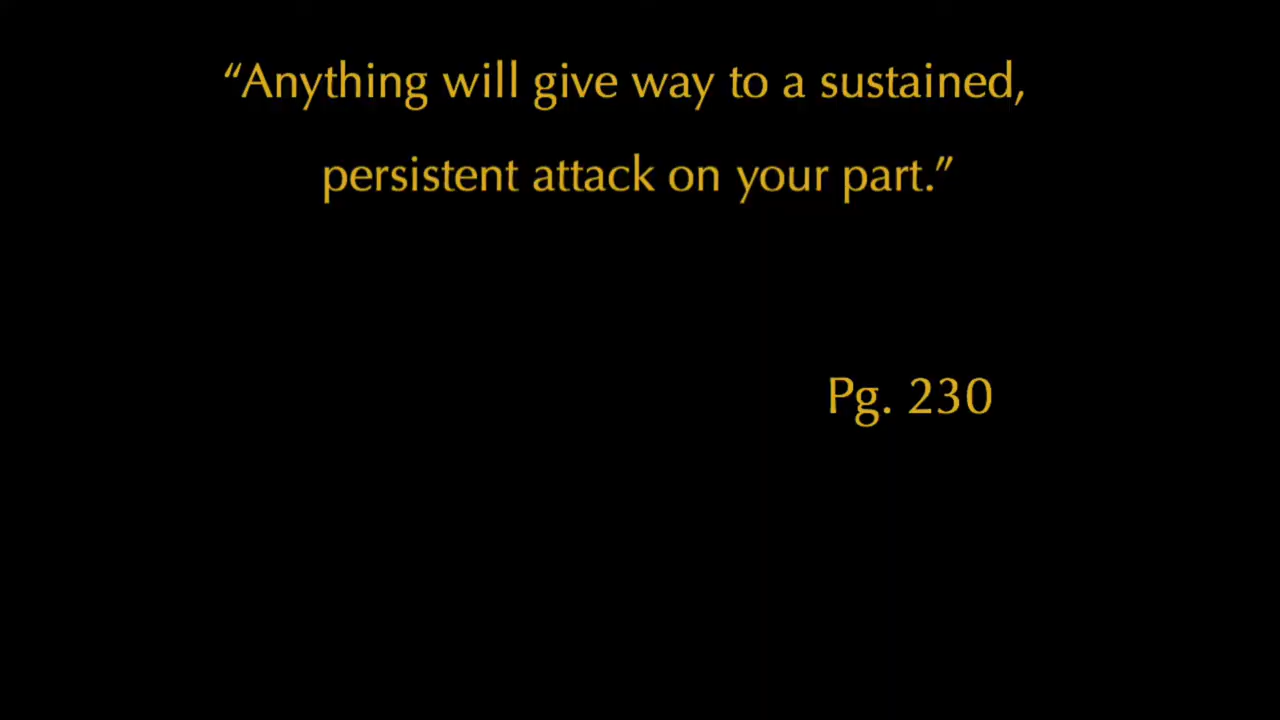 “Anything will give way to a sustained,
persistent attack on your part.”
Pg. 230